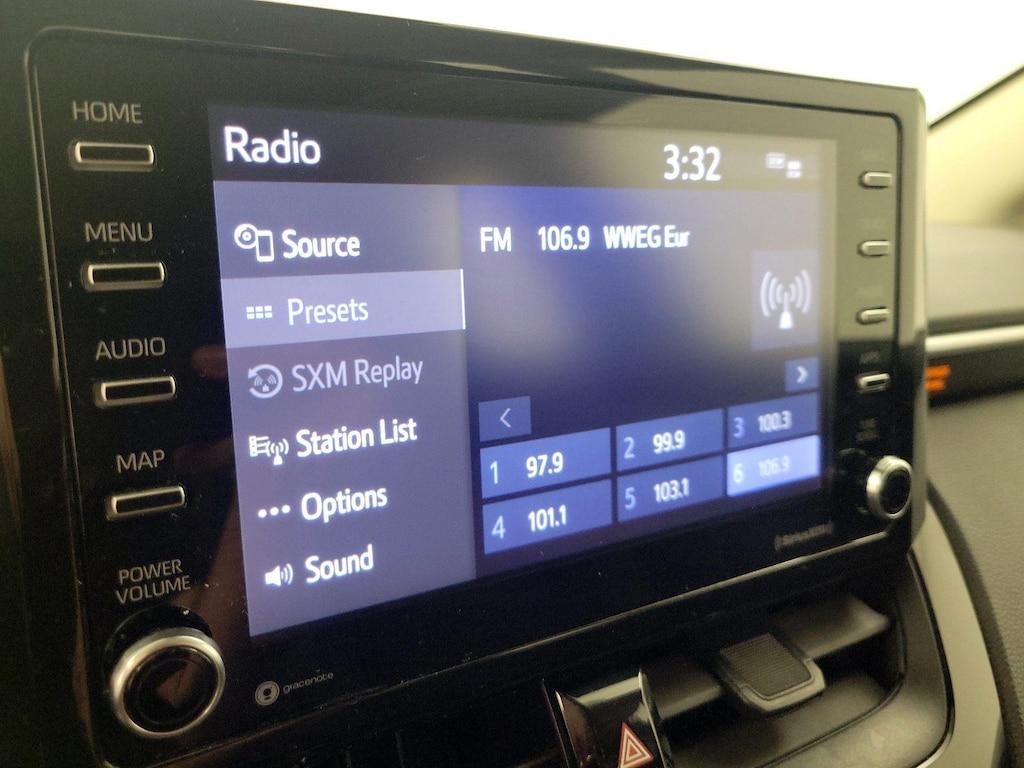 HOME
MENU
AUDIO
MAP
POWER
VOLUME
Radio
3:32
Source
Presets
SXM Replay
Station List
Options
Sound
FM 106.9 WWEG Eur
<
>
1 97.9
2 99.9
3 100.3
4 101.1
5 103.1
6 106.9
gracenote
SiriusXM
APPS